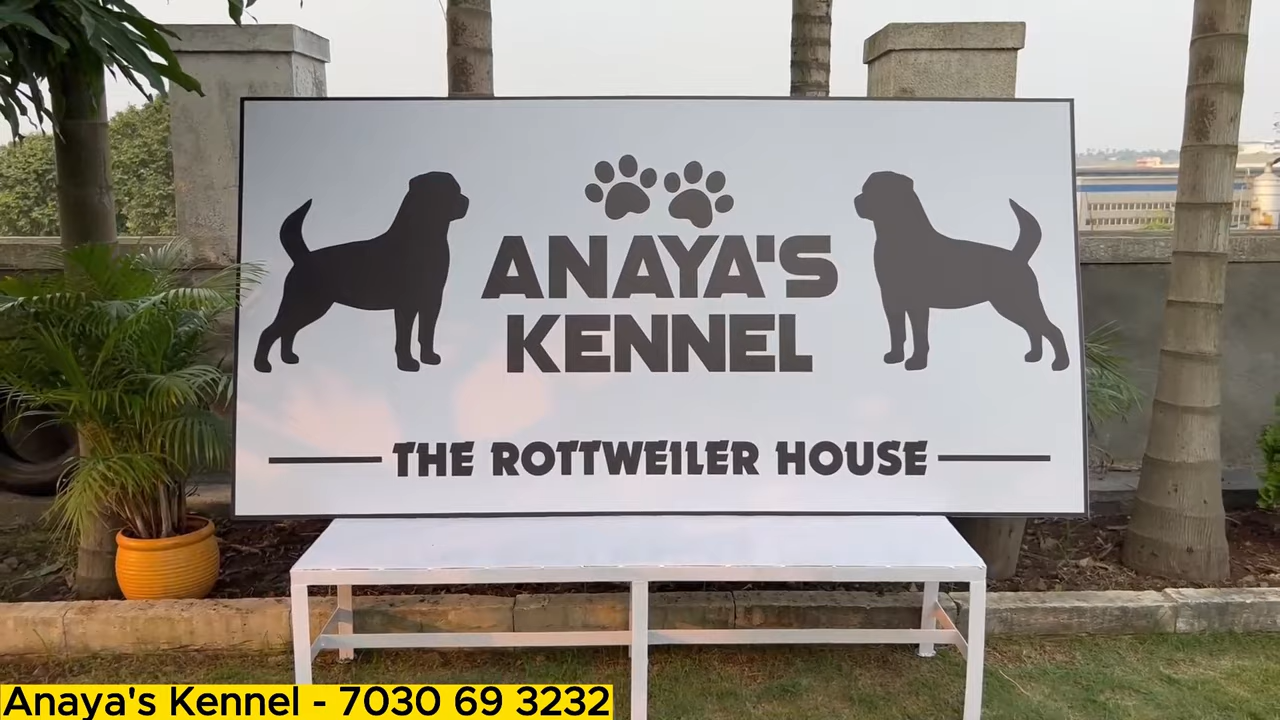 ANAYA'S
KENNEL
THE ROTTWEILER HOUSE
Anaya's Kennel - 7030 69 3232